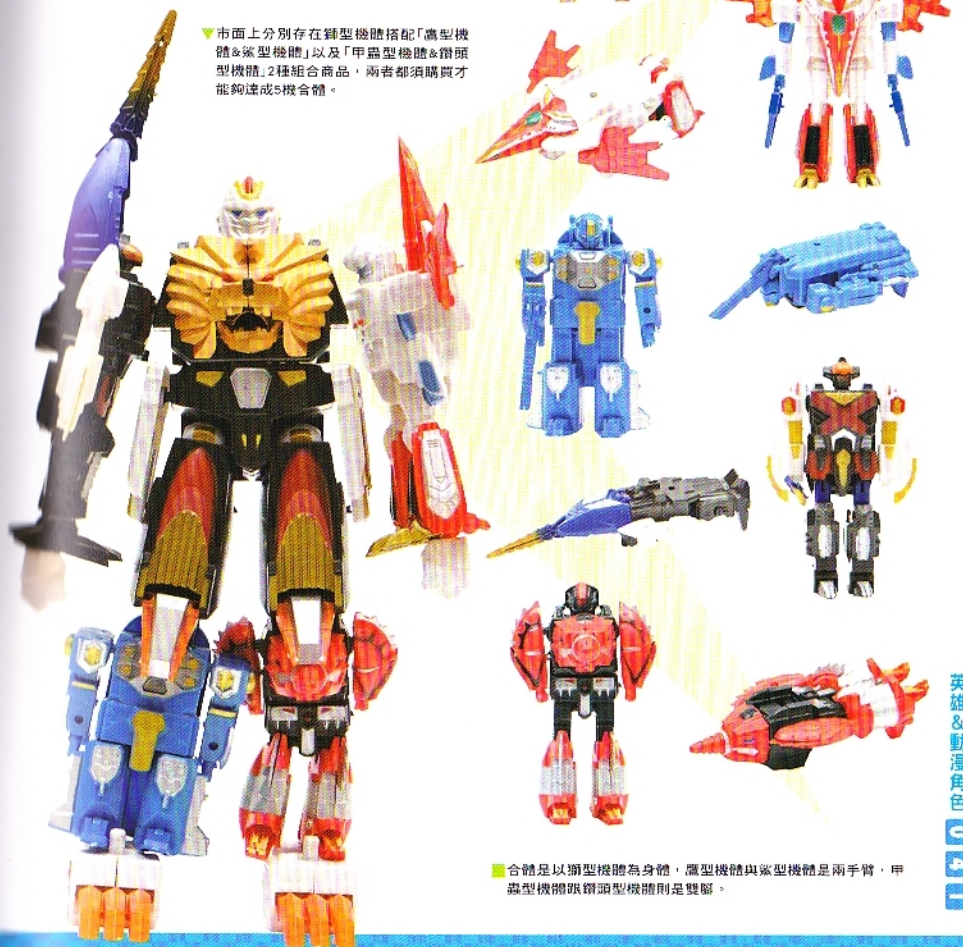 ▼市面上分別存在獅型機體搭配「鷹型機
體&鯊型機體」以及「甲蟲型機體&鑽頭
型機體」2種組合商品，兩者都須購買才
能夠達成5機合體。
■合體是以獅型機體為身體，鷹型機體與鯊型機體是兩手臂，甲
蟲型機體跟鑽頭型機體則是雙腳。
英雄&動漫角色 041